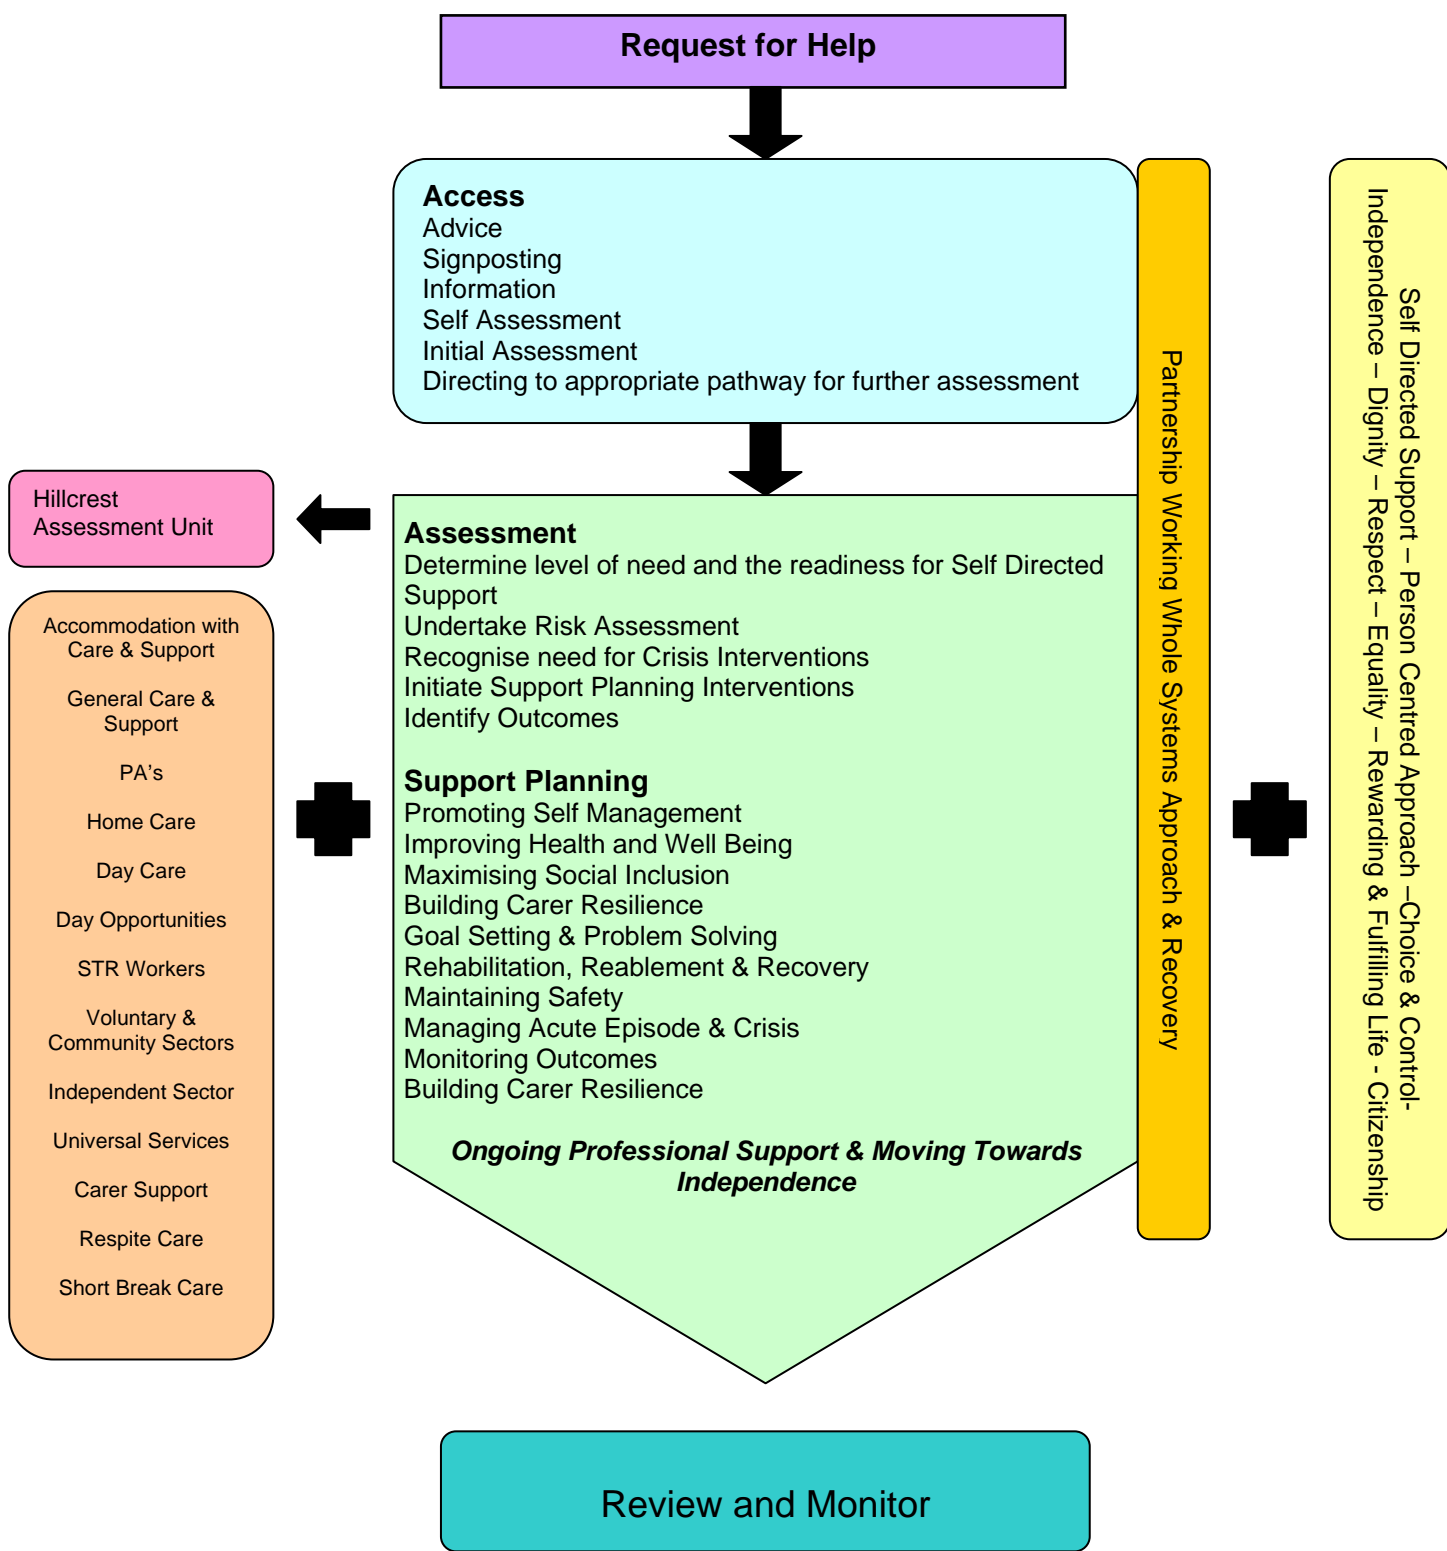 Request for Help
Access
Advice
Signposting
Information
Self Assessment
Initial Assessment
Directing to appropriate pathway for further assessment
Hillcrest
Assessment Unit
Accommodation with
Care & Support
General Care &
Support
PA's
Home Care
Day Care
Day Opportunities
STR Workers
Voluntary &
Community Sectors
Independent Sector
Universal Services
Carer Support
Respite Care
Short Break Care
Assessment
Determine level of need and the readiness for Self Directed
Support
Undertake Risk Assessment
Recognise need for Crisis Interventions
Initiate Support Planning Interventions
Identify Outcomes
Support Planning
Promoting Self Management
Improving Health and Well Being
Maximising Social Inclusion
Building Carer Resilience
Goal Setting & Problem Solving
Rehabilitation, Reablement & Recovery
Maintaining Safety
Managing Acute Episode & Crisis
Monitoring Outcomes
Building Carer Resilience
Ongoing Professional Support & Moving Towards
Independence
Partnership Working Whole Systems Approach & Recovery
Self Directed Support – Person Centred Approach –Choice & Control-
Independence – Dignity – Respect – Equality – Rewarding & Fulfilling Life - Citizenship
Review and Monitor